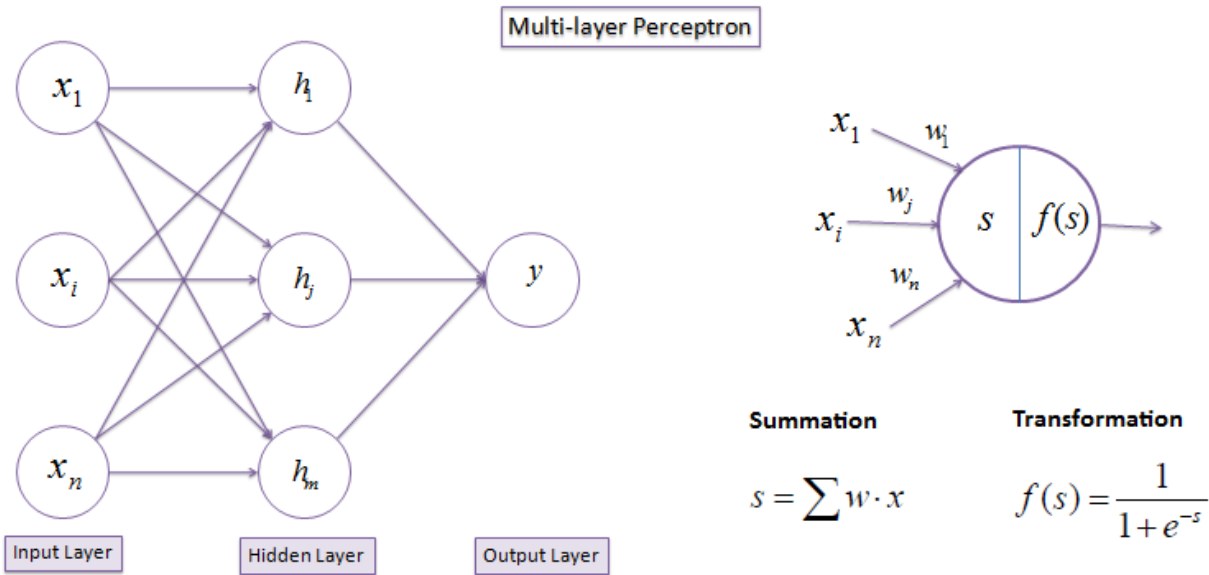 Multi-layer Perceptron
x₁
h₁
xᵢ
hⱼ
y
xₙ
hₘ
Input Layer
Hidden Layer
Output Layer
x₁
w₁
xᵢ
wⱼ
s
f(s)
wₙ
xₙ
Summation
Transformation
s = ∑ w · x
f(s) = 1 / (1 + e⁻ˢ)